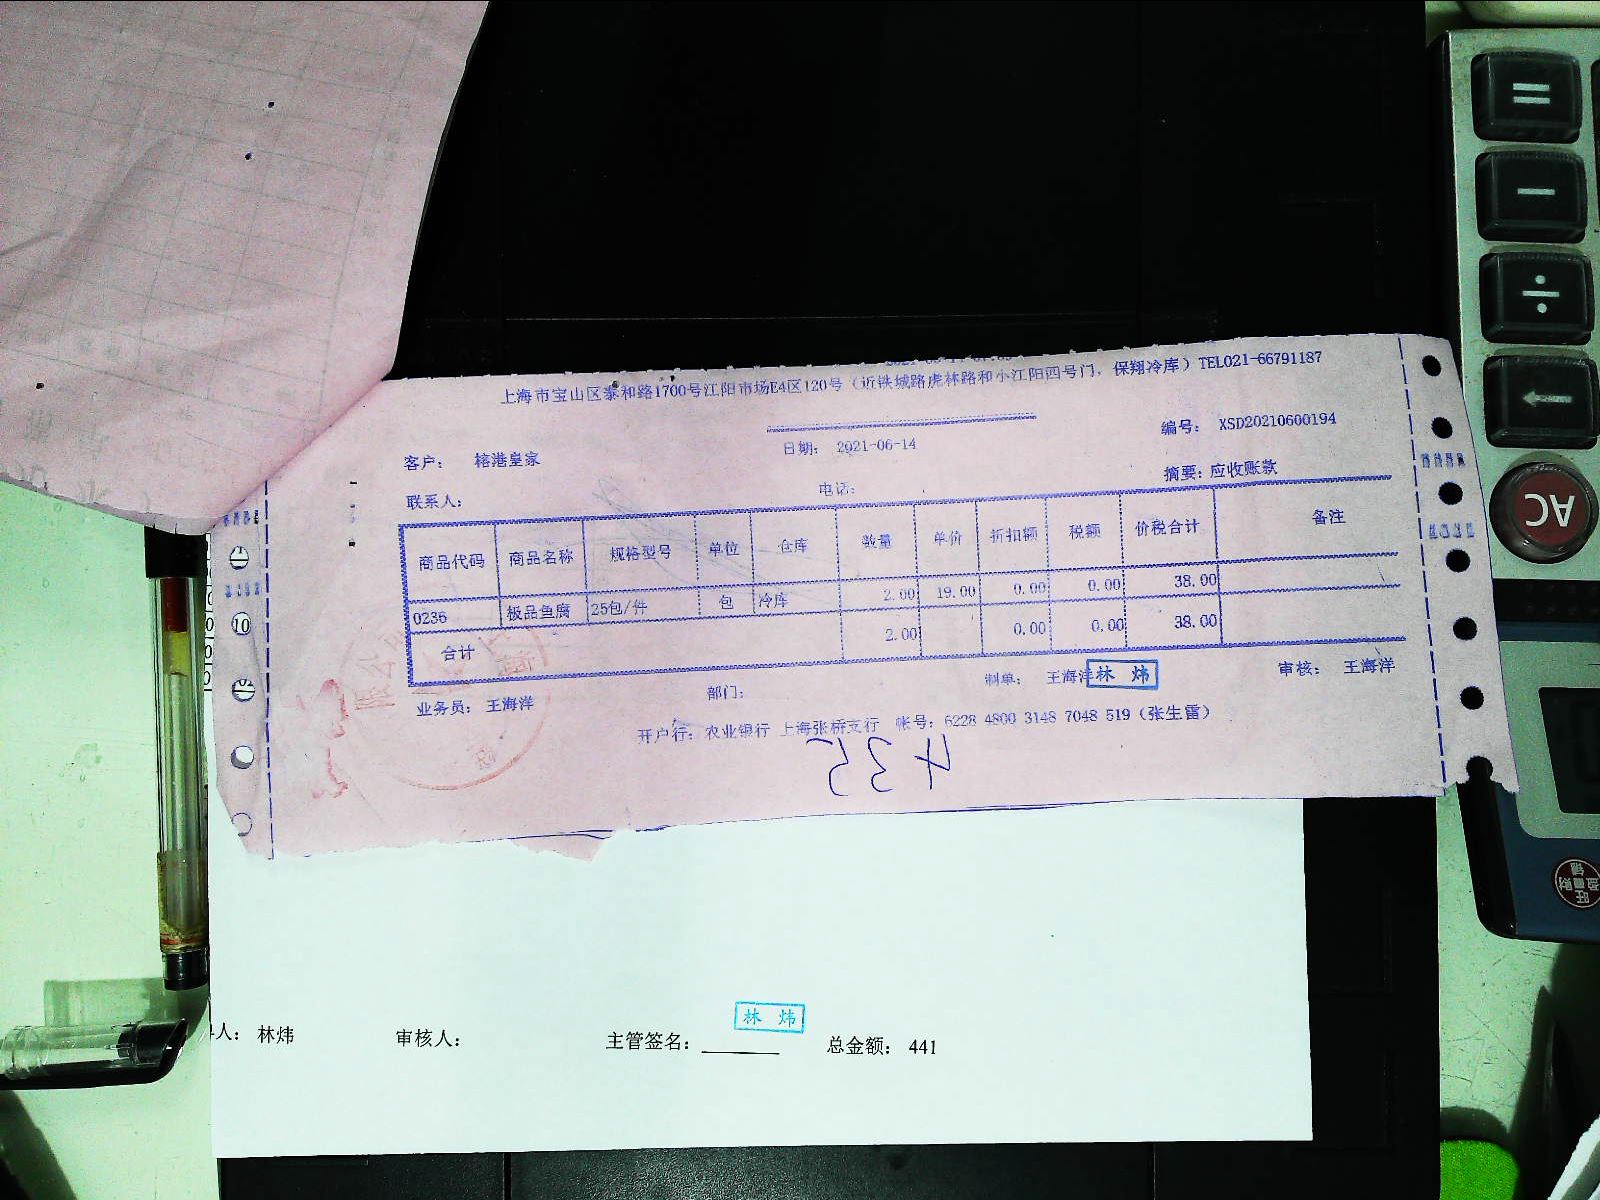 上海市宝山区泰和路1700号江阳市场E4区120号（近铁城路虎林路和小江阳四号门，保翔冷库）TEL021-66791187
日期： 2021-06-14
编号： XSD20210600194
客户： 榕港皇家
摘要：应收账款
联系人：
电话：
商品代码 商品名称 规格型号 单位 仓库 数量 单价 折扣额 税额 价税合计 备注
0236 极品鱼腐 25包/件 包 冷库 2.00 19.00 0.00 0.00 38.00
合计 2.00 0.00 0.00 38.00
业务员： 王海洋
部门：
制单： 王海洋
林 炜
审核： 王海洋
开户行：农业银行 上海张桥支行 帐号：6228 4800 3148 7048 519（张生雷）
林 炜
人：林炜
审核人：
主管签名：
总金额：441
=
÷
AC
10